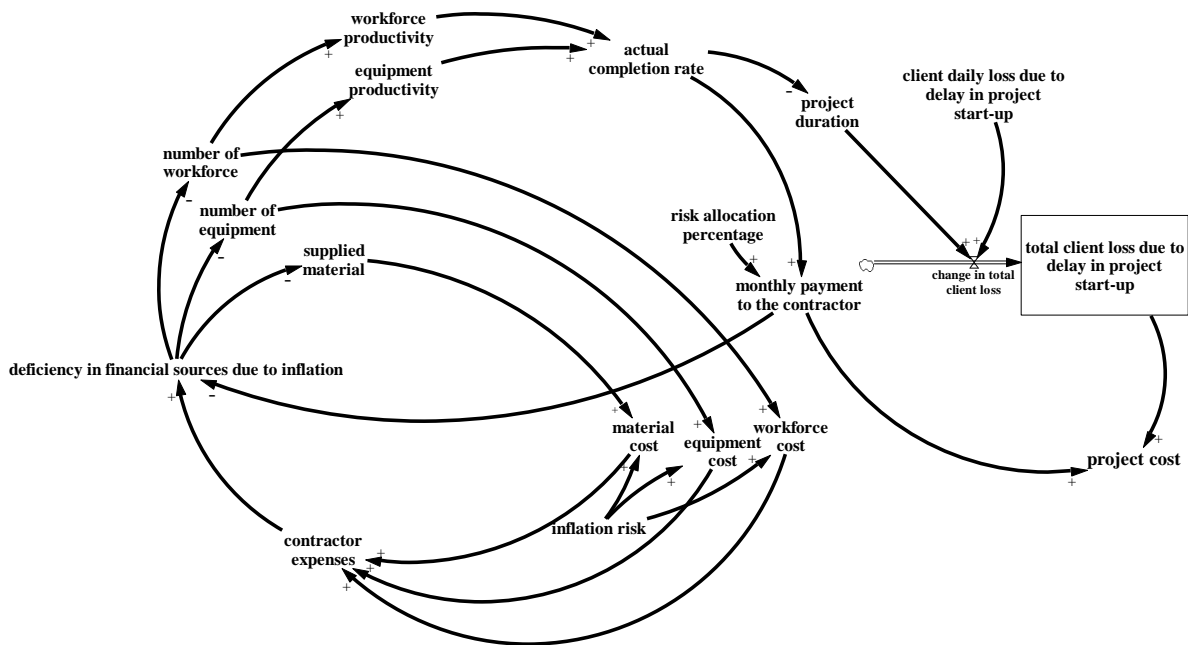 workforce
productivity
+
equipment
productivity
+
+
+
actual
completion rate
-
project
duration
client daily loss due to
delay in project
start-up
number of
workforce
-
number of
equipment
-
supplied
material
-
risk allocation
percentage
+
+
monthly payment
to the contractor
+ +
change in total
client loss
total client loss due to
delay in project
start-up
deficiency in financial sources due to inflation
+
-
+
material
cost
+
+
equipment
cost
+
+
workforce
cost
+
inflation risk
+
project cost
+
contractor
expenses
+
+
+